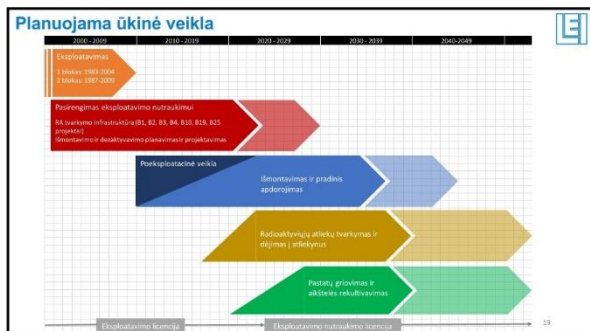 Planuojama ūkinė veikla
LEI
2000 - 2009
2010 - 2019
2020 - 2029
2030 - 2039
2040-2049
Eksploatavimas
1 blokas 1983-2004
2 blokas 1987-2009
Pasirengimas eksploatavimo nutraukimui
RA tvarkymo infrastruktūra (B1, B2, B3, B4, B10, B19, B25
projektai)
Išmontavimo ir dezaktyvavimo planavimas ir projektavimas
Poeksploatacinė veikla
Išmontavimas ir pradinis
apdorojimas
Radioaktyviųjų atliekų tvarkymas ir
dėjimas į atliekynus
Pastatų griovimas ir
aikštelės rekultivavimas
Eksploatavimo licencija
Eksploatavimo nutraukimo licencija
19